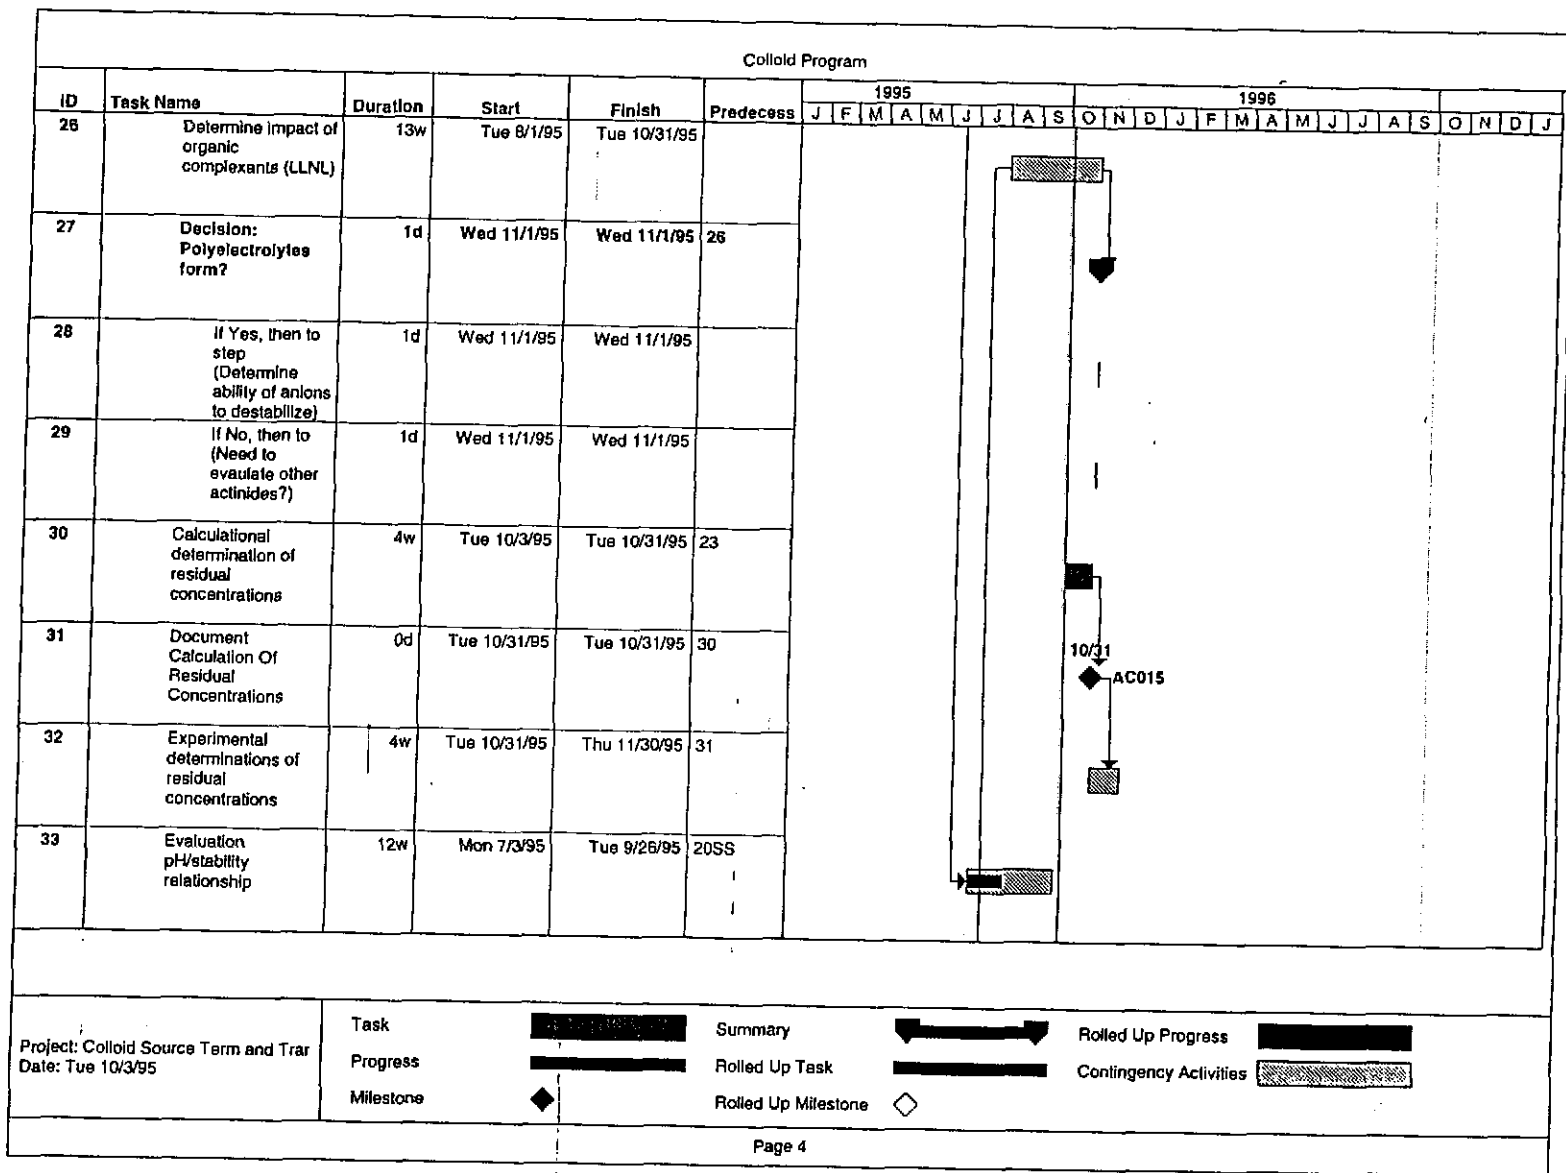 Colloid Program
1995 1996
ID Task Name Duration Start Finish Predecess J F M A M J J A S O N D J F M A M J J A S O N D J
26 Determine impact of 13w Tue 8/1/95 Tue 10/31/95
organic
complexants (LLNL)
27 Decision: 1d Wed 11/1/95 Wed 11/1/95 26
Polyelectrolytes
form?
28 If Yes, then to 1d Wed 11/1/95 Wed 11/1/95
step
(Determine
ability of anions
to destabilize)
29 If No, then to 1d Wed 11/1/95 Wed 11/1/95
(Need to
evaulate other
actinides?)
30 Calculational 4w Tue 10/3/95 Tue 10/31/95 23
determination of
residual
concentrations
31 Document 0d Tue 10/31/95 Tue 10/31/95 30
Calculation Of
Residual
Concentrations
10/31
AC015
32 Experimental 4w Tue 10/31/95 Thu 11/30/95 31
determinations of
residual
concentrations
33 Evaluation 12w Mon 7/3/95 Tue 9/26/95 20SS
pH/stability
relationship
Project: Colloid Source Term and Trar
Date: Tue 10/3/95
Task Summary Rolled Up Progress
Progress Rolled Up Task Contingency Activities
Milestone Rolled Up Milestone
Page 4